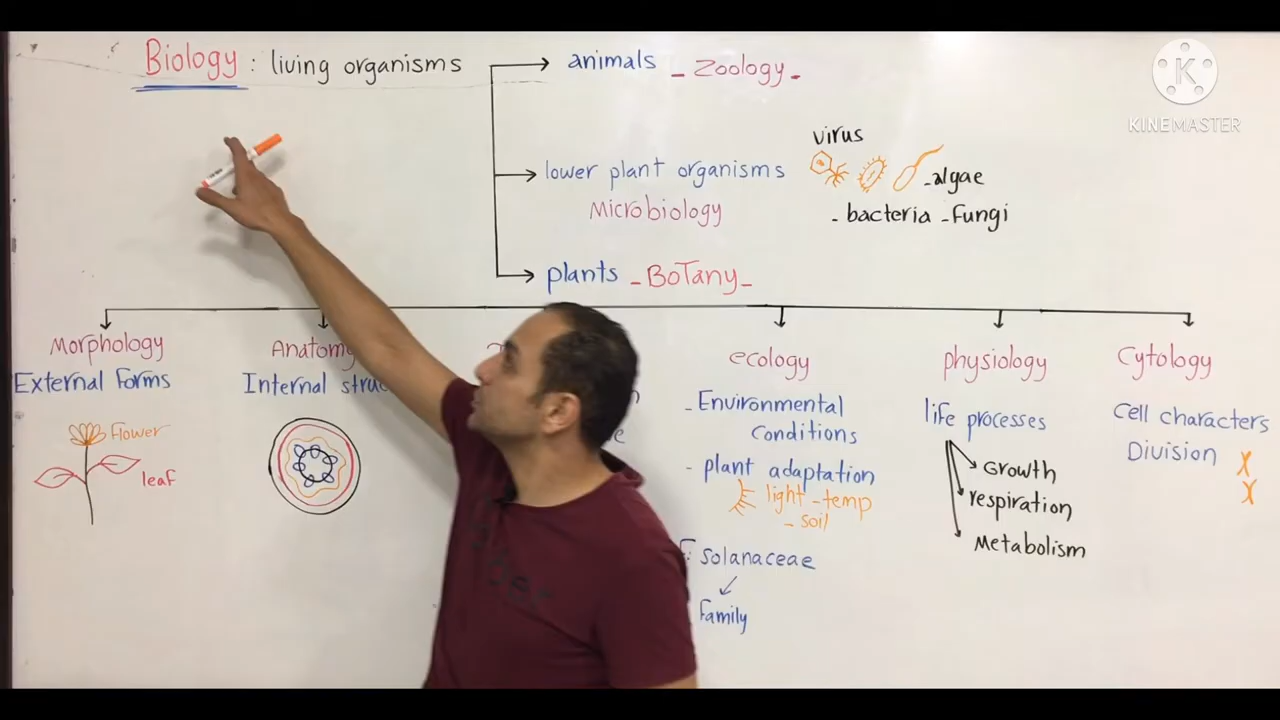 Biology : living organisms
animals - Zoology -
KINEMASTER
virus
lower plant organisms
- algae
Microbiology
- bacteria - Fungi
plants - BoTany -
Morphology
External Forms
Flower
leaf
Anatomy
Internal struc
ecology
- Environmental
Conditions
- plant adaptation
light - temp
- soil
F: solanaceae
Family
physiology
life processes
Growth
respiration
Metabolism
Cytology
Cell characters
Division